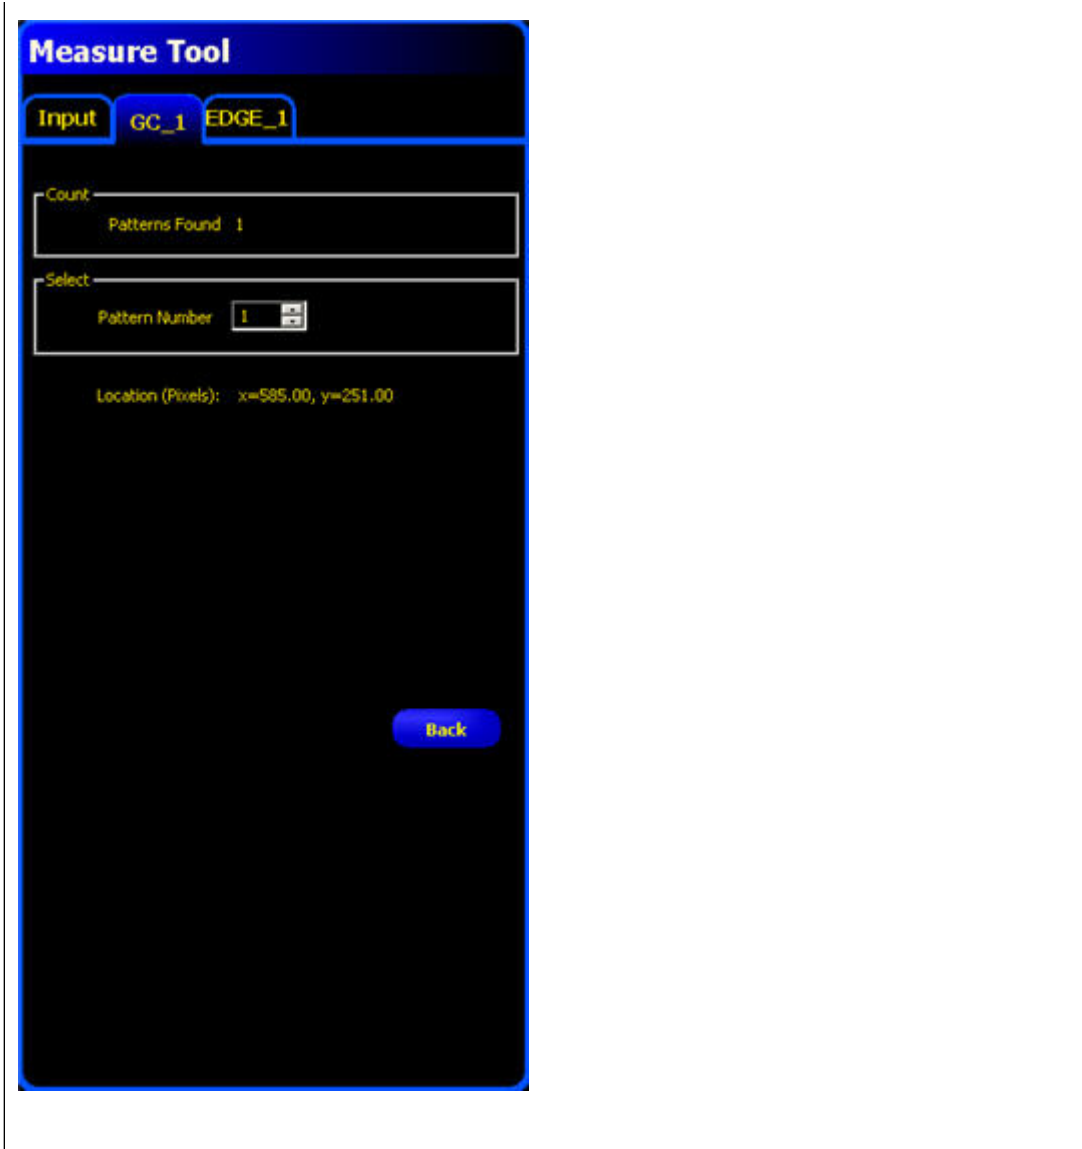 Measure Tool
Input GC_1 EDGE_1
Count
Patterns Found 1
Select
Pattern Number 1
Location (Pixels): x=585.00, y=251.00
Back